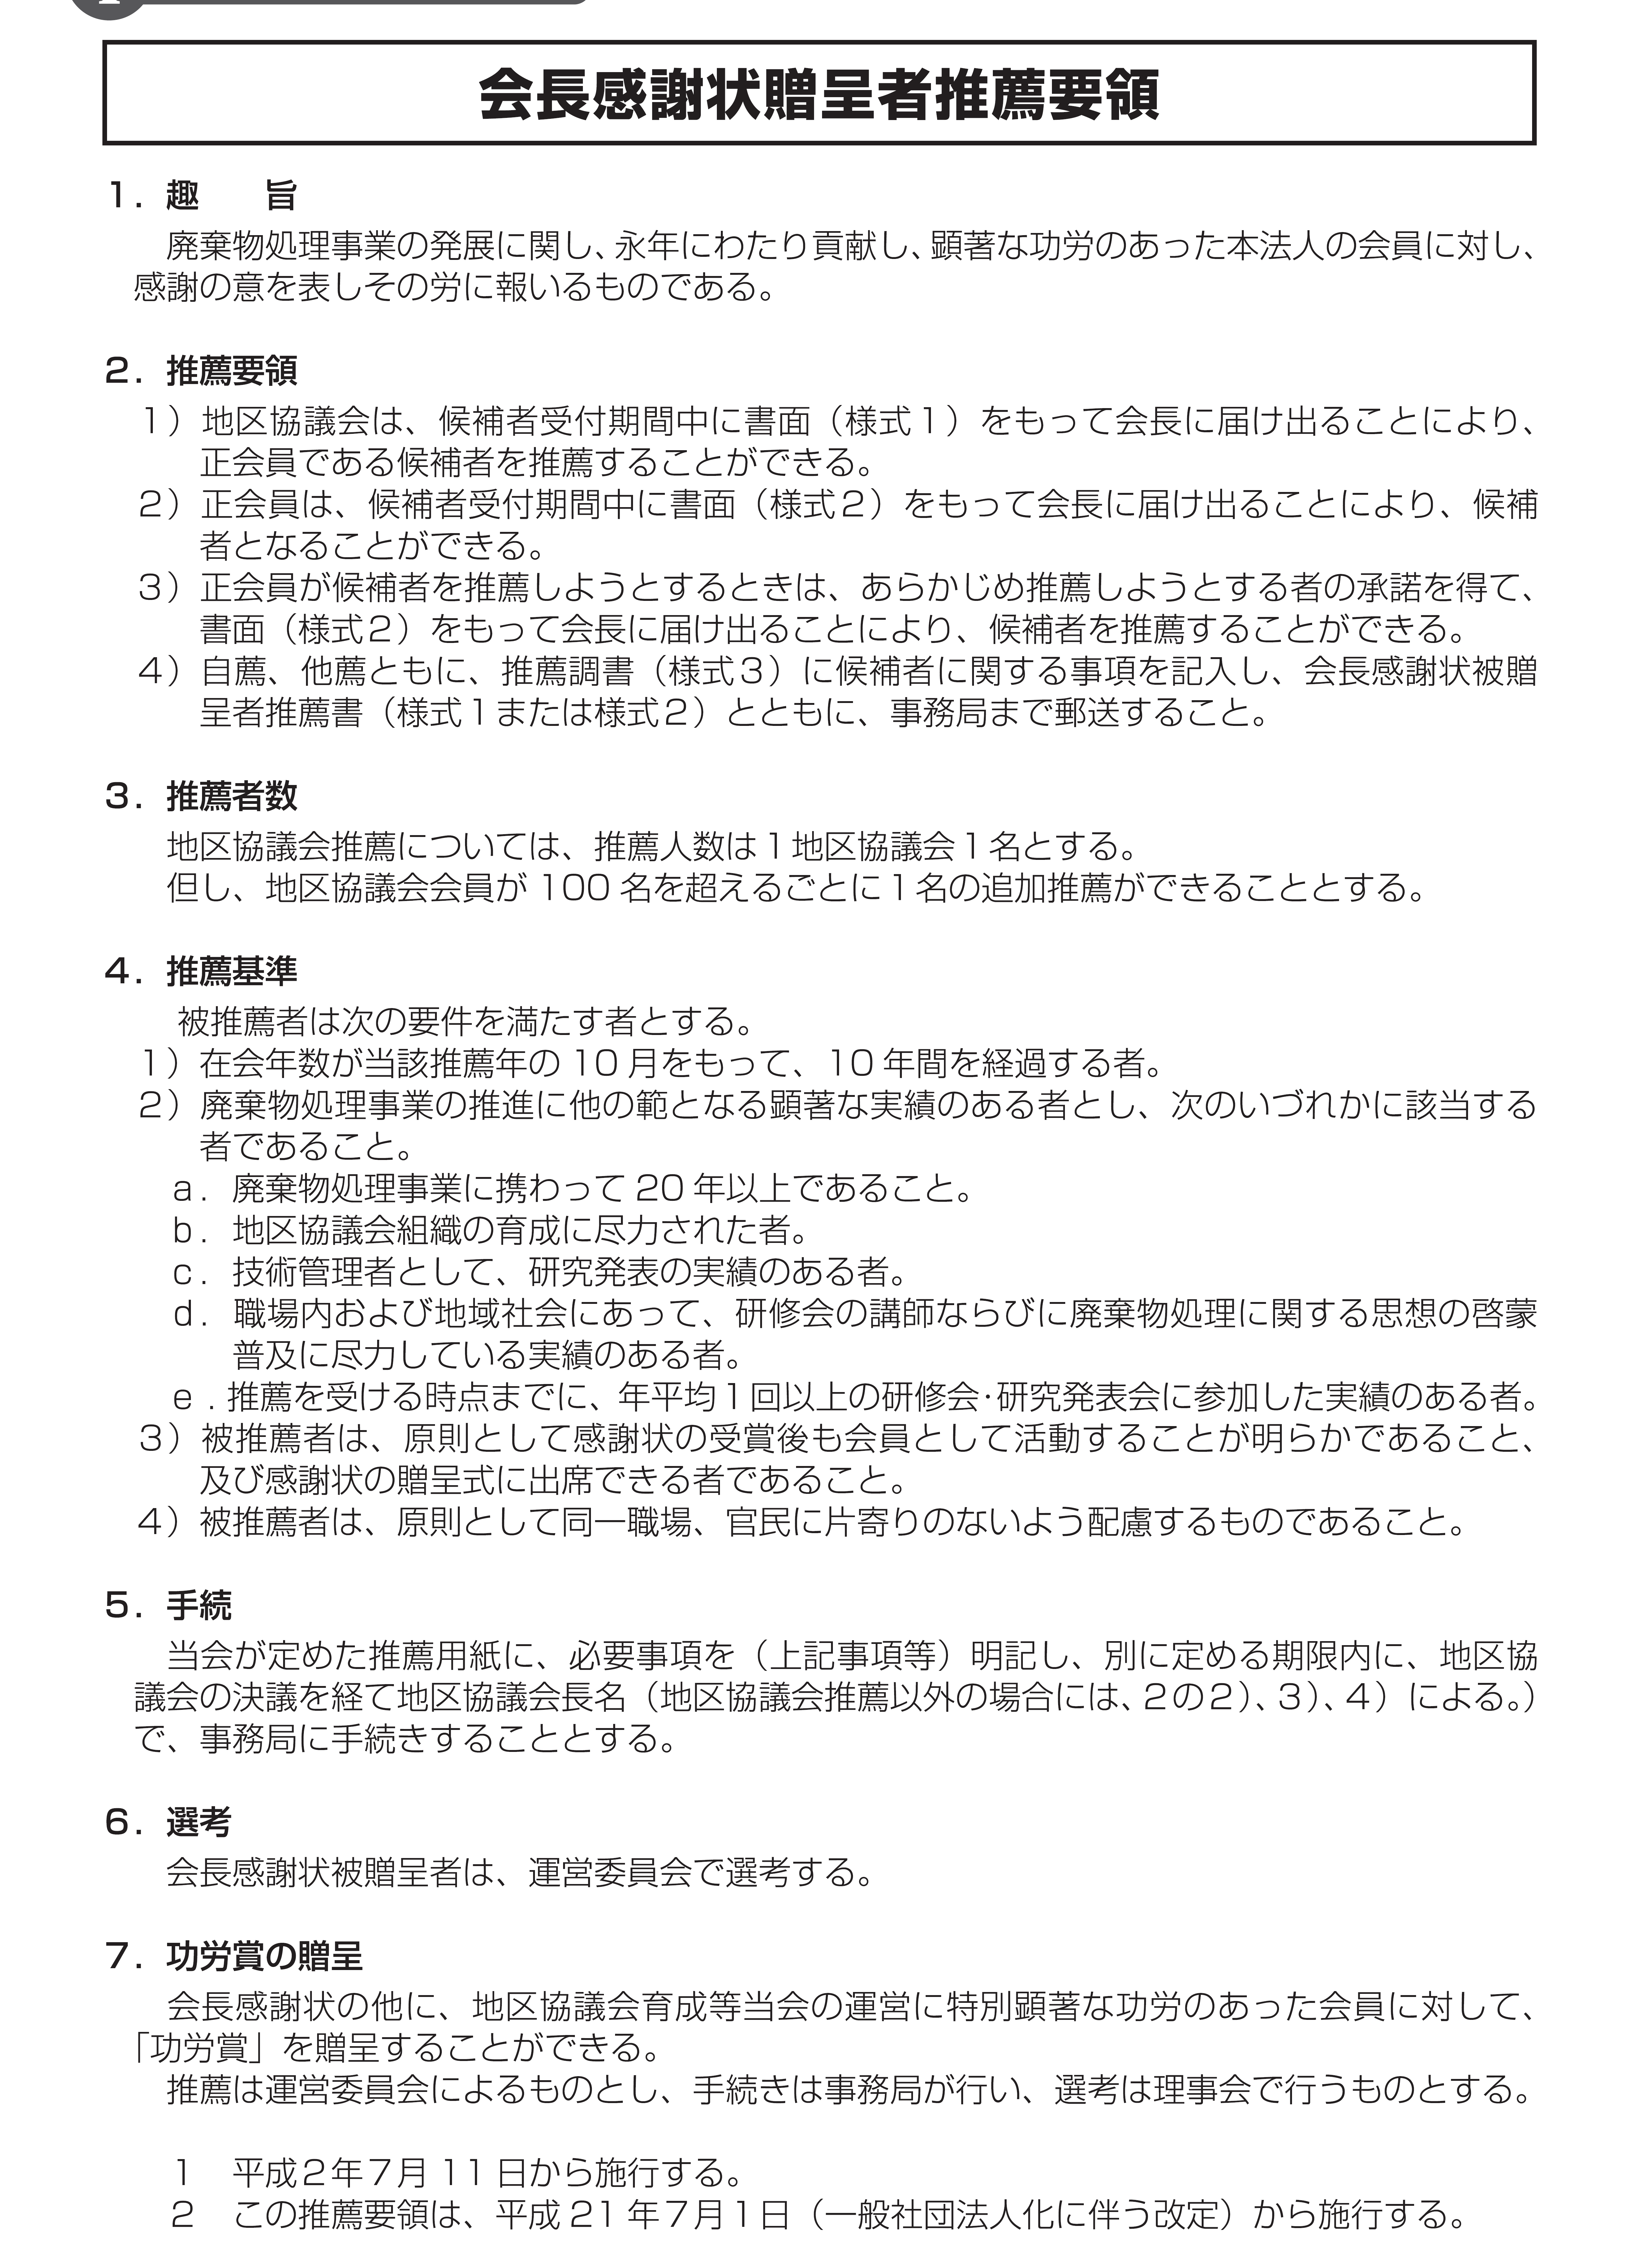 会長感謝状贈呈者推薦要領
１．趣　　旨
　廃棄物処理事業の発展に関し、永年にわたり貢献し、顕著な功労のあった本法人の会員に対し、
感謝の意を表しその労に報いるものである。
２．推薦要領
１）地区協議会は、候補者受付期間中に書面（様式１）をもって会長に届け出ることにより、
正会員である候補者を推薦することができる。
２）正会員は、候補者受付期間中に書面（様式２）をもって会長に届け出ることにより、候補
者となることができる。
３）正会員が候補者を推薦しようとするときは、あらかじめ推薦しようとする者の承諾を得て、
書面（様式２）をもって会長に届け出ることにより、候補者を推薦することができる。
４）自薦、他薦ともに、推薦調書（様式３）に候補者に関する事項を記入し、会長感謝状被贈
呈者推薦書（様式１または様式２）とともに、事務局まで郵送すること。
３．推薦者数
地区協議会推薦については、推薦人数は１地区協議会１名とする。
但し、地区協議会会員が 100 名を超えるごとに１名の追加推薦ができることとする。
４．推薦基準
被推薦者は次の要件を満たす者とする。
１）在会年数が当該推薦年の 10 月をもって、10 年間を経過する者。
２）廃棄物処理事業の推進に他の範となる顕著な実績のある者とし、次のいづれかに該当する
者であること。
ａ．廃棄物処理事業に携わって 20 年以上であること。
ｂ．地区協議会組織の育成に尽力された者。
ｃ．技術管理者として、研究発表の実績のある者。
ｄ．職場内および地域社会にあって、研修会の講師ならびに廃棄物処理に関する思想の啓蒙
普及に尽力している実績のある者。
ｅ．推薦を受ける時点までに、年平均１回以上の研修会・研究発表会に参加した実績のある者。
３）被推薦者は、原則として感謝状の受賞後も会員として活動することが明らかであること、
及び感謝状の贈呈式に出席できる者であること。
４）被推薦者は、原則として同一職場、官民に片寄りのないよう配慮するものであること。
５．手続
　当会が定めた推薦用紙に、必要事項を（上記事項等）明記し、別に定める期限内に、地区協
議会の決議を経て地区協議会長名（地区協議会推薦以外の場合には、２の２）、３）、４）による。）
で、事務局に手続きすることとする。
６．選考
会長感謝状被贈呈者は、運営委員会で選考する。
７．功労賞の贈呈
　会長感謝状の他に、地区協議会育成等当会の運営に特別顕著な功労のあった会員に対して、
「功労賞」を贈呈することができる。
　推薦は運営委員会によるものとし、手続きは事務局が行い、選考は理事会で行うものとする。
１　平成２年７月 11 日から施行する。
２　この推薦要領は、平成 21 年７月１日（一般社団法人化に伴う改定）から施行する。